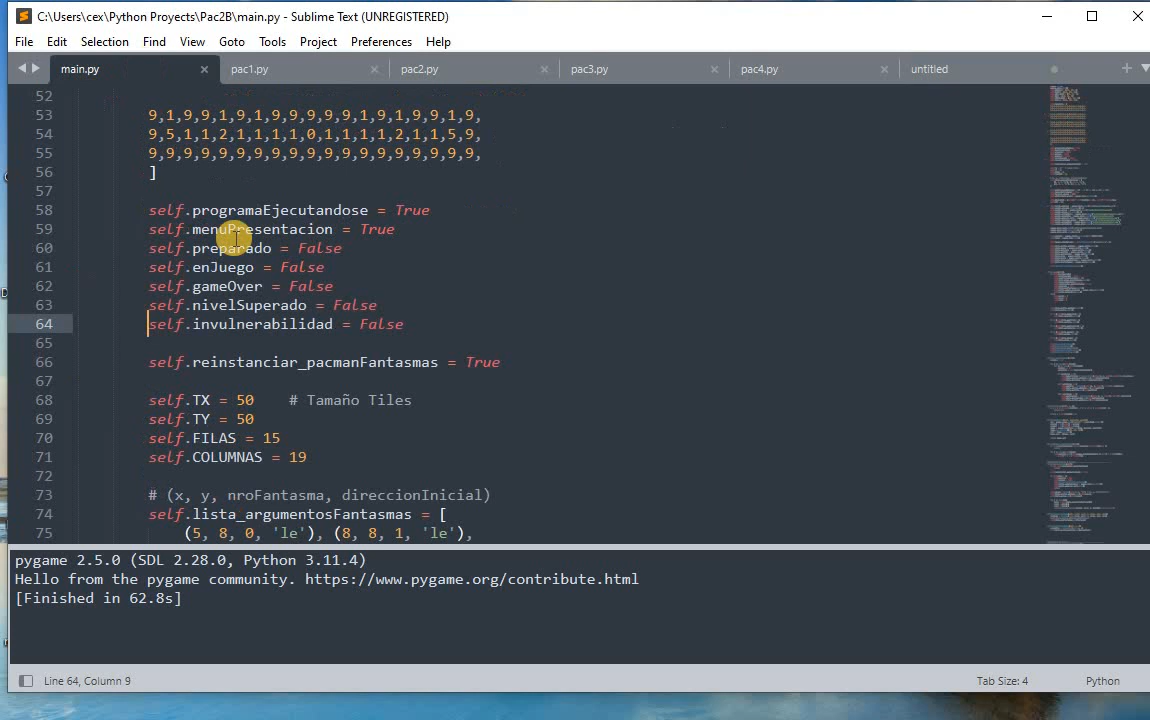 C:\Users\cex\Python Proyects\Pac2B\main.py - Sublime Text (UNREGISTERED)
File Edit Selection Find View Goto Tools Project Preferences Help
main.py pac1.py pac2.py pac3.py pac4.py untitled
52
53 9,1,9,9,1,9,1,9,9,9,9,9,1,9,1,9,9,1,9,
54 9,5,1,1,2,1,1,1,1,0,1,1,1,1,2,1,1,5,9,
55 9,9,9,9,9,9,9,9,9,9,9,9,9,9,9,9,9,9,9,
56 ]
57
58 self.programaEjecutandose = True
59 self.menuPresentacion = True
60 self.preparado = False
61 self.enJuego = False
62 self.gameOver = False
63 self.nivelSuperado = False
64 self.invulnerabilidad = False
65
66 self.reinstanciar_pacmanFantasmas = True
67
68 self.TX = 50 # Tamaño Tiles
69 self.TY = 50
70 self.FILAS = 15
71 self.COLUMNAS = 19
72
73 # (x, y, nroFantasma, direccionInicial)
74 self.lista_argumentosFantasmas = [
75 (5, 8, 0, 'le'), (8, 8, 1, 'le'),
pygame 2.5.0 (SDL 2.28.0, Python 3.11.4)
Hello from the pygame community. https://www.pygame.org/contribute.html
[Finished in 62.8s]
Line 64, Column 9 Tab Size: 4 Python